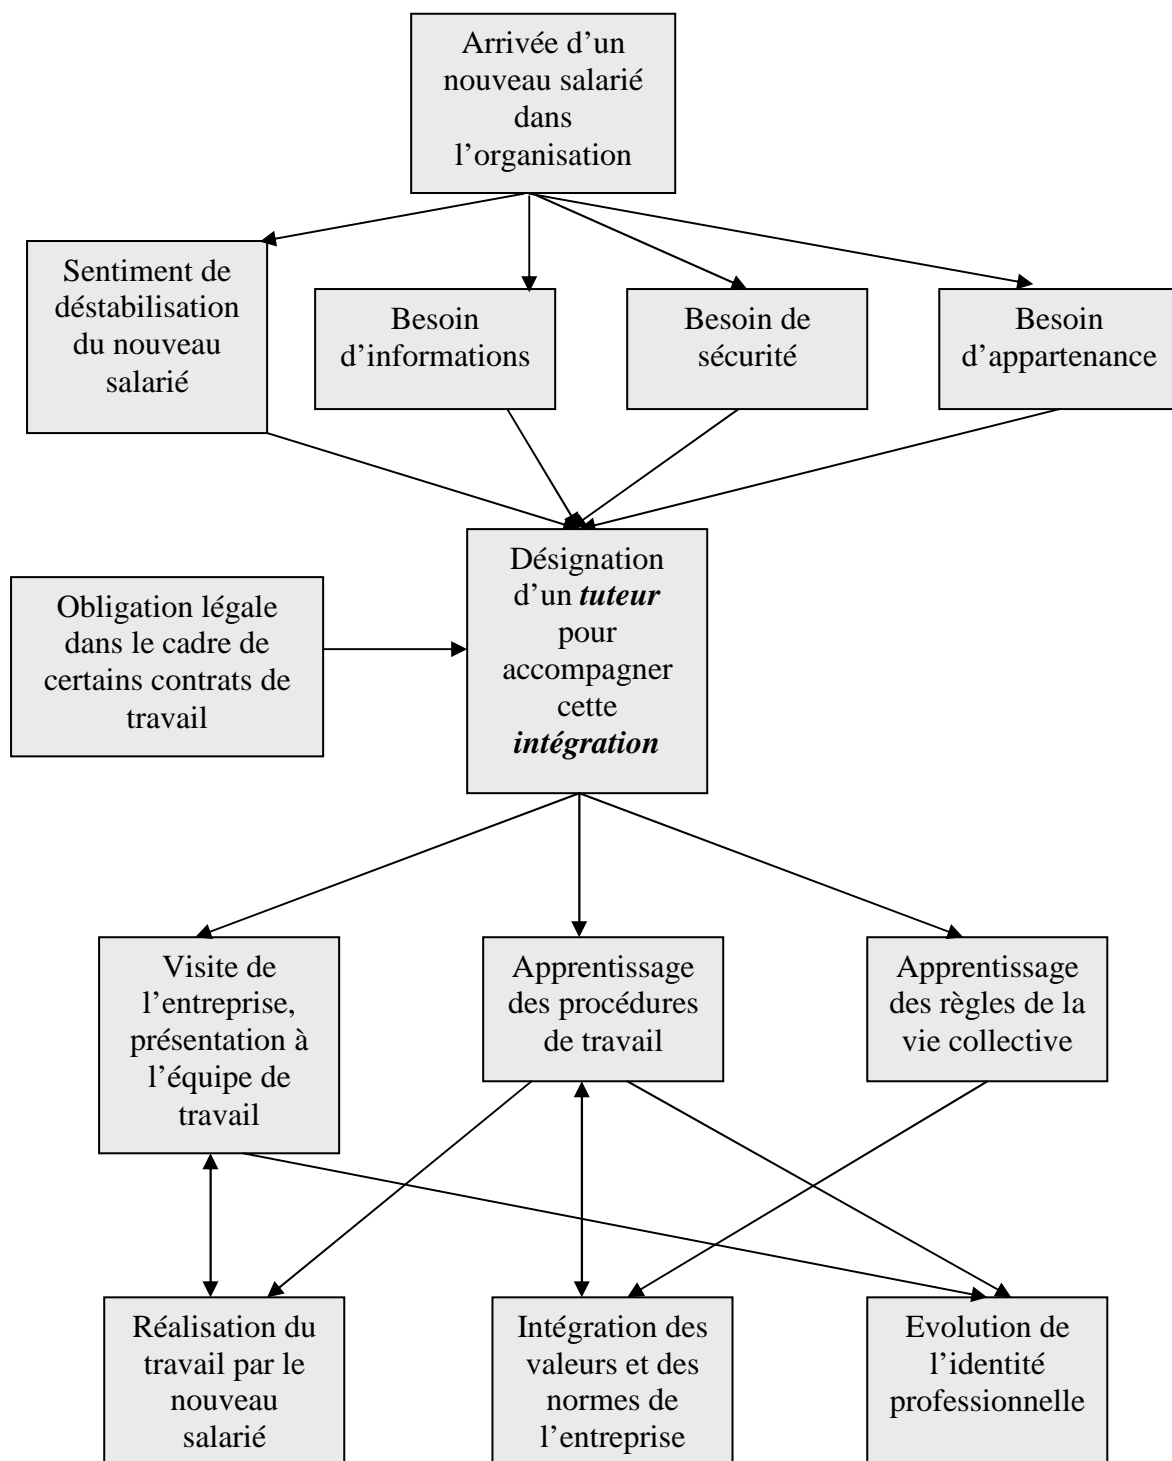 Arrivée d’un
nouveau salarié
dans
l’organisation
Sentiment de
déstabilisation
du nouveau
salarié
Besoin
d’informations
Besoin de
sécurité
Besoin
d’appartenance
Obligation légale
dans le cadre de
certains contrats de
travail
Désignation
d’un tuteur
pour
accompagner
cette
intégration
Visite de
l’entreprise,
présentation à
l’équipe de
travail
Apprentissage
des procédures
de travail
Apprentissage
des règles de la
vie collective
Réalisation du
travail par le
nouveau
salarié
Intégration des
valeurs et des
normes de
l’entreprise
Evolution de
l’identité
professionnelle